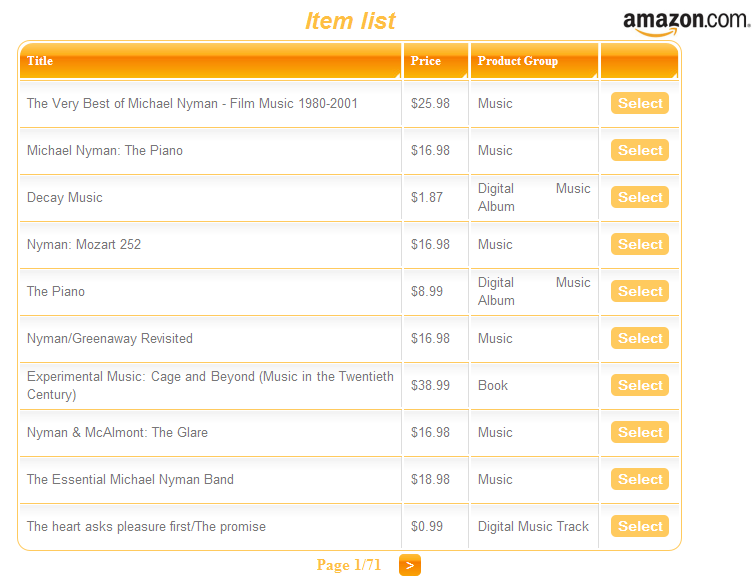 Item list
amazon.com.
Title Price Product Group
The Very Best of Michael Nyman - Film Music 1980-2001 $25.98 Music Select
Michael Nyman: The Piano $16.98 Music Select
Decay Music $1.87 Digital Music Album Select
Nyman: Mozart 252 $16.98 Music Select
The Piano $8.99 Digital Music Album Select
Nyman/Greenaway Revisited $16.98 Music Select
Experimental Music: Cage and Beyond (Music in the Twentieth Century) $38.99 Book Select
Nyman & McAlmont: The Glare $16.98 Music Select
The Essential Michael Nyman Band $18.98 Music Select
The heart asks pleasure first/The promise $0.99 Digital Music Track Select
Page 1/71 >